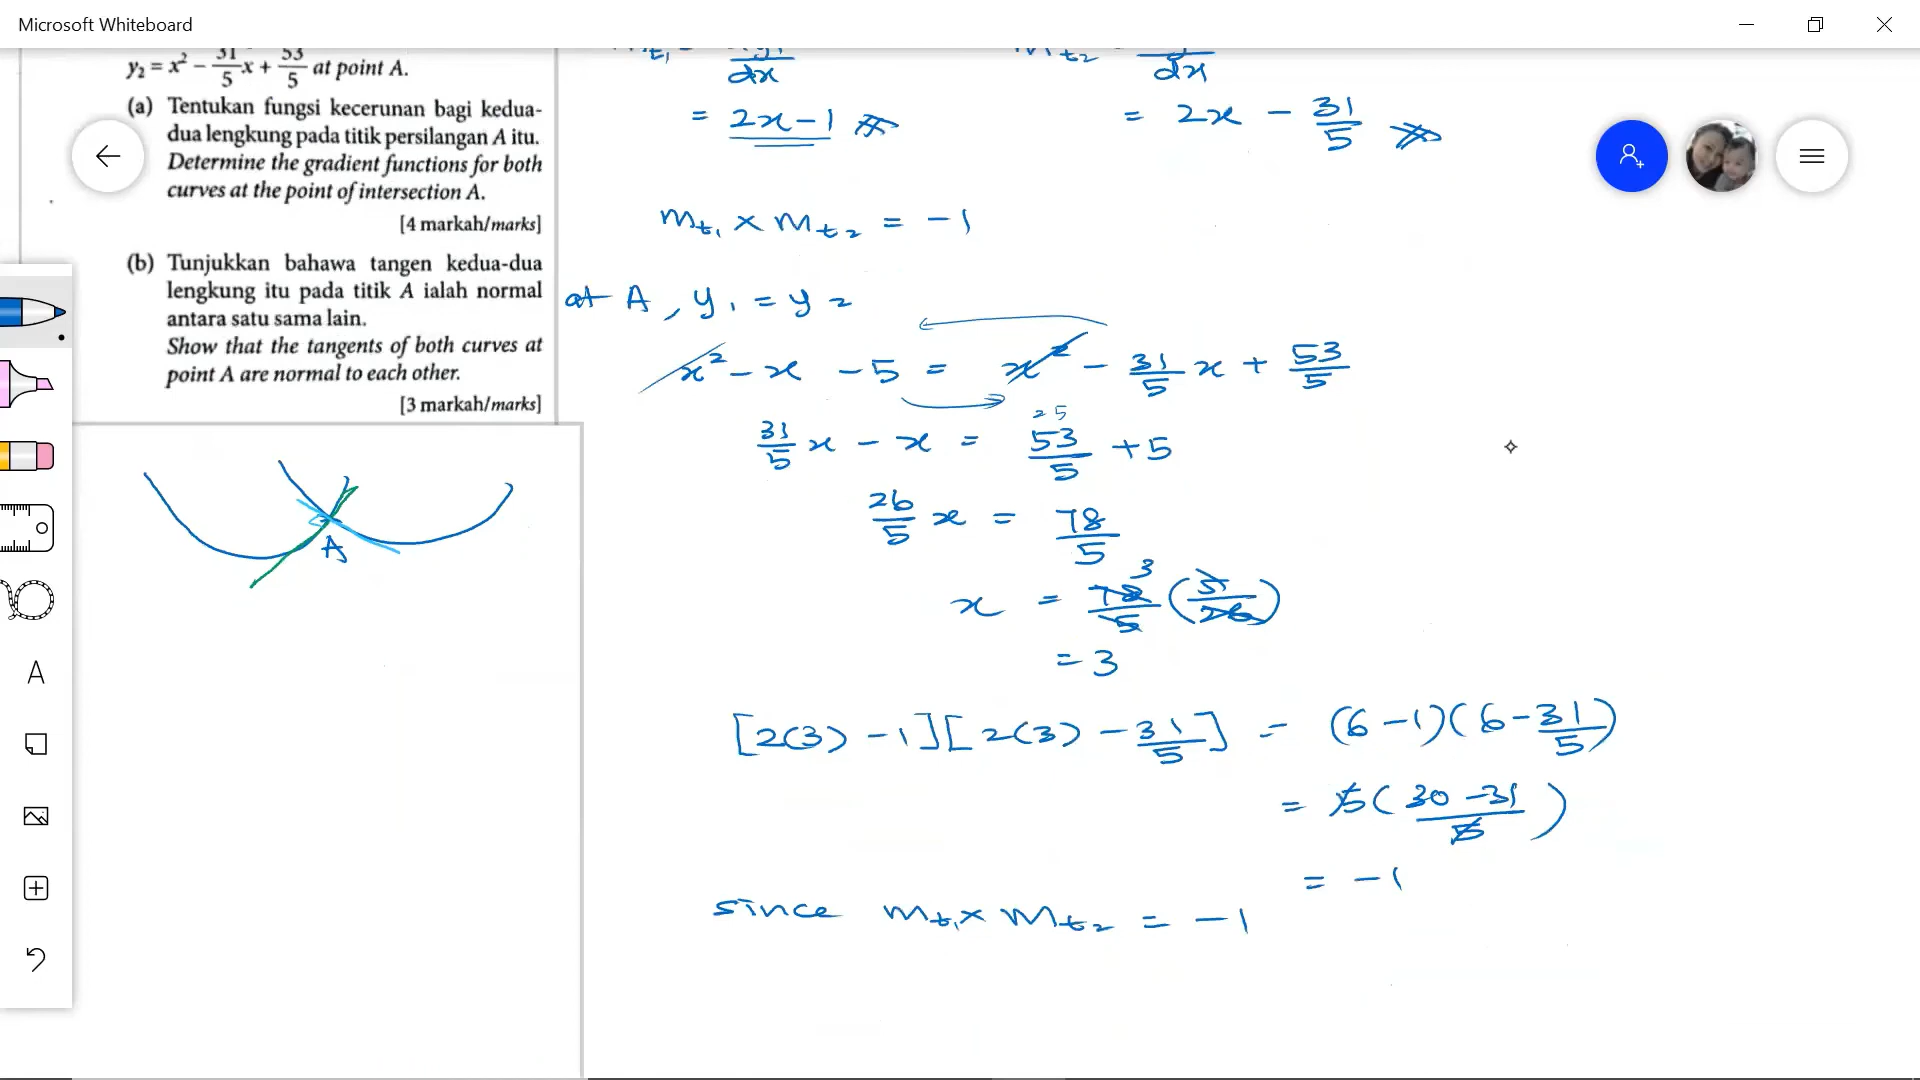 Microsoft Whiteboard
y₂ = x² − 31/5 x + 53/5 at point A.
(a) Tentukan fungsi kecerunan bagi kedua-
dua lengkung pada titik persilangan A itu.
Determine the gradient functions for both
curves at the point of intersection A.
[4 markah/marks]
(b) Tunjukkan bahawa tangen kedua-dua
lengkung itu pada titik A ialah normal
antara satu sama lain.
Show that the tangents of both curves at
point A are normal to each other.
[3 markah/marks]
A
dx
= 2x − 1
dx
= 2x − 31/5
m_t₁ × m_t₂ = −1
at A, y₁ = y₂
x² − x − 5 = x² − 31/5 x + 53/5
25
31/5 x − x = 53/5 + 5
26/5 x = 78/5
3
x = 78/5 (5/26)
= 3
[2(3) − 1][2(3) − 31/5] = (6 − 1)(6 − 31/5)
= 5(30 − 31/5)
= −1
since m_t₁ × m_t₂ = −1